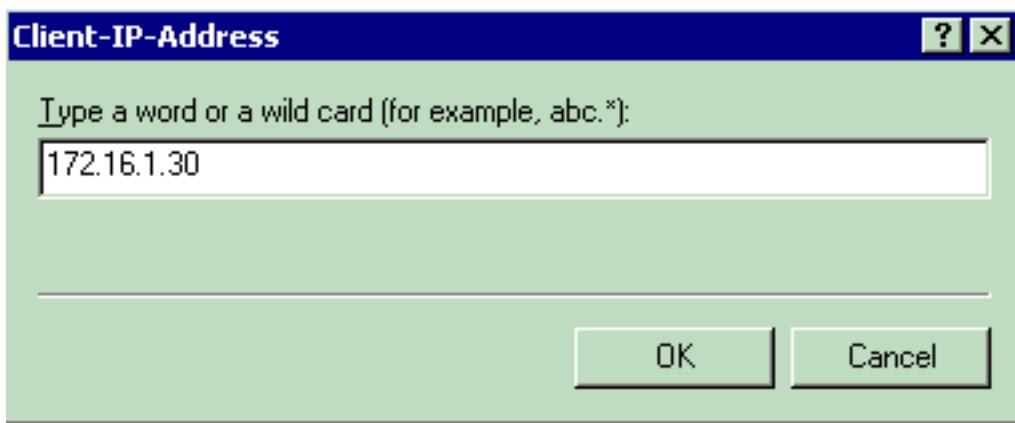 Client-IP-Address
Type a word or a wild card (for example, abc.*):
172.16.1.30
OK Cancel